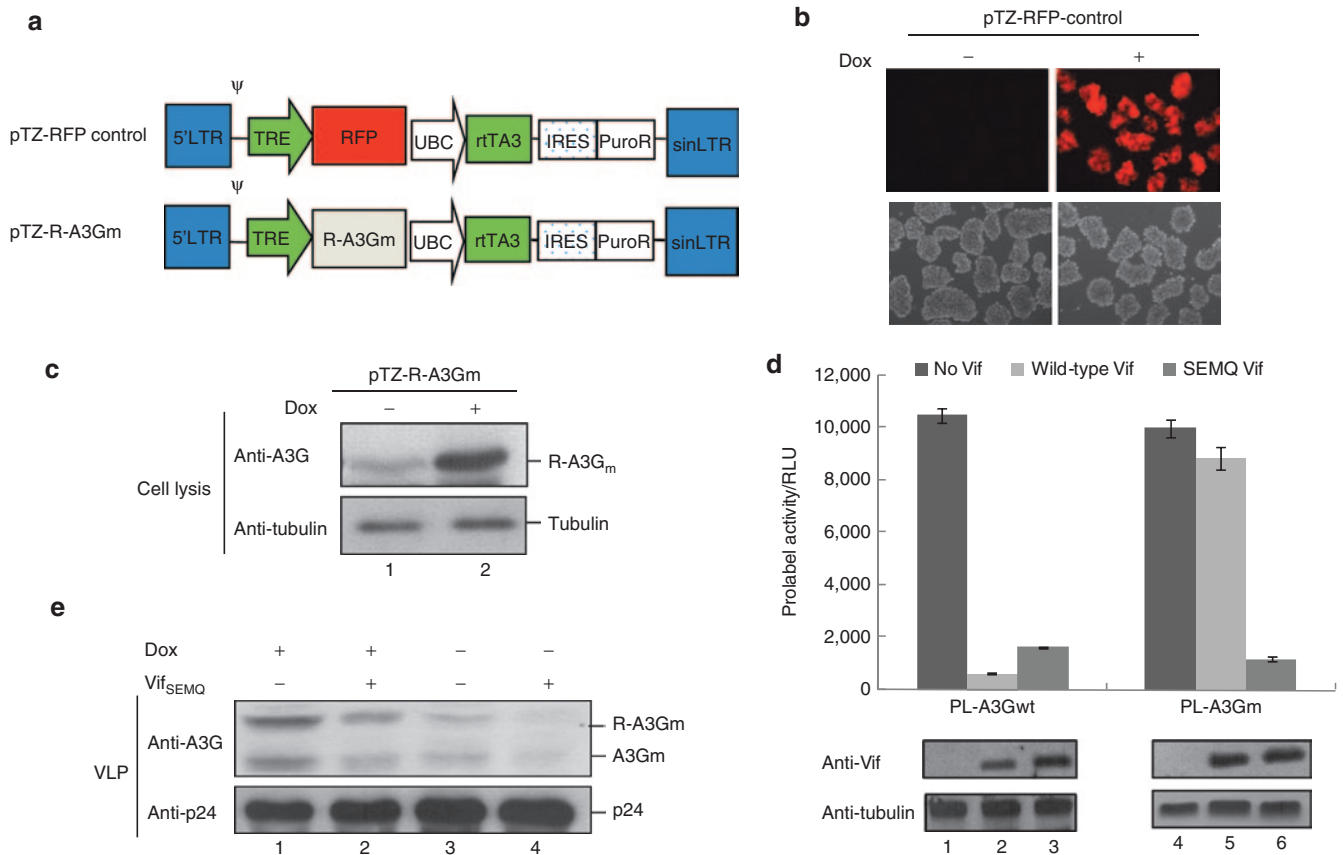 a
ψ
pTZ-RFP control
5'LTR TRE RFP UBC rtTA3 IRES PuroR sinLTR
ψ
pTZ-R-A3Gm
5'LTR TRE R-A3Gm UBC rtTA3 IRES PuroR sinLTR
b
pTZ-RFP-control
Dox – +
c
pTZ-R-A3Gm
Dox – +
Cell lysis
Anti-A3G
R-A3Gm
Anti-tubulin
Tubulin
1 2
d
No Vif Wild-type Vif SEMQ Vif
Prolabel activity/RLU
12,000
10,000
8,000
6,000
4,000
2,000
0
PL-A3Gwt PL-A3Gm
Anti-Vif
Anti-tubulin
1 2 3 4 5 6
e
Dox + + – –
VifSEMQ – + – +
VLP
Anti-A3G
R-A3Gm
A3Gm
Anti-p24
p24
1 2 3 4